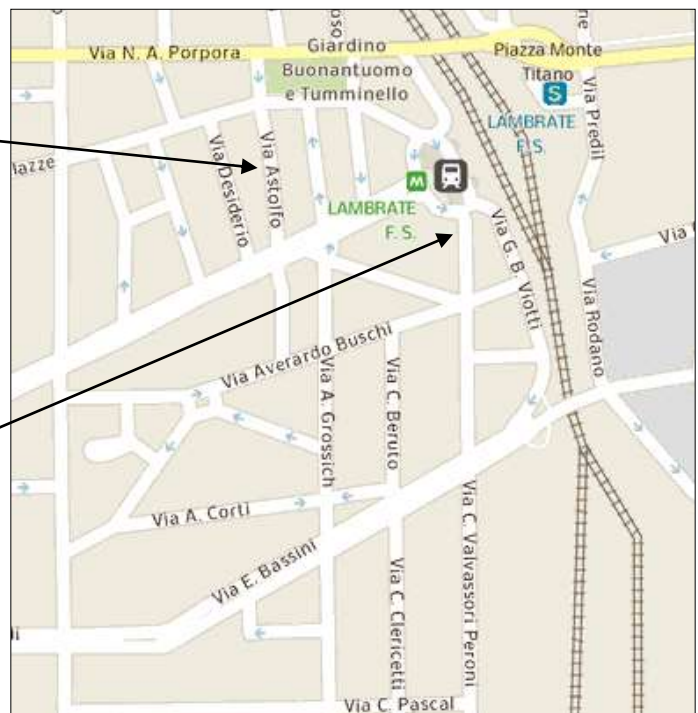 Via N. A. Porpora
Giardino
Buonantuomo
e Tumminello
Piazza Monte
Titano
S
LAMBRATE
F. S.
Via Predil
lazze
Via Desiderio
Via Astolfo
M
LAMBRATE
F. S.
Via G. B. Viotti
Via Rodano
Via
Via Averardo Buschi
Via A. Grossich
Via C. Beruto
Via A. Corti
Via E. Bassini
Via C. Clericetti
Via C. Valvassori Peroni
Via C. Pascal